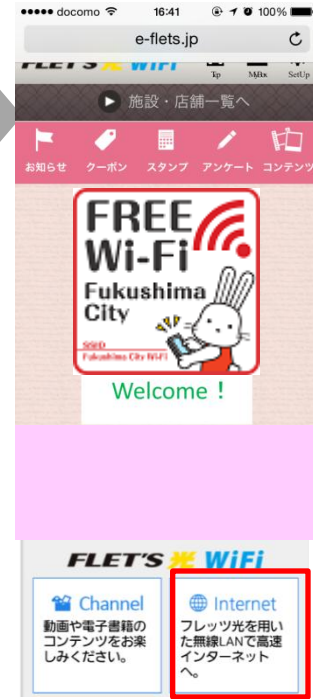 docomo 16:41 100%
e-flets.jp
FLET'S 光 WiFi Top MyBox SetUp
施設・店舗一覧へ
お知らせ クーポン スタンプ アンケート コンテンツ
FREE
Wi-Fi
Fukushima
City
SSID
Fukushima City Wi-Fi
Welcome！
FLET'S 光 WiFi
Channel
動画や電子書籍の
コンテンツをお楽
しみください。
Internet
フレッツ光を用い
た無線LANで高速
インターネット
へ。